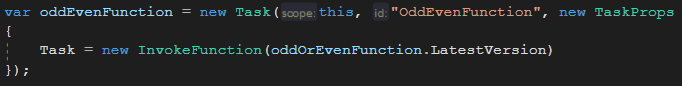 var oddEvenFunction = new Task(scope: this, id: "OddEvenFunction", new TaskProps
{
Task = new InvokeFunction(oddOrEvenFunction.LatestVersion)
});